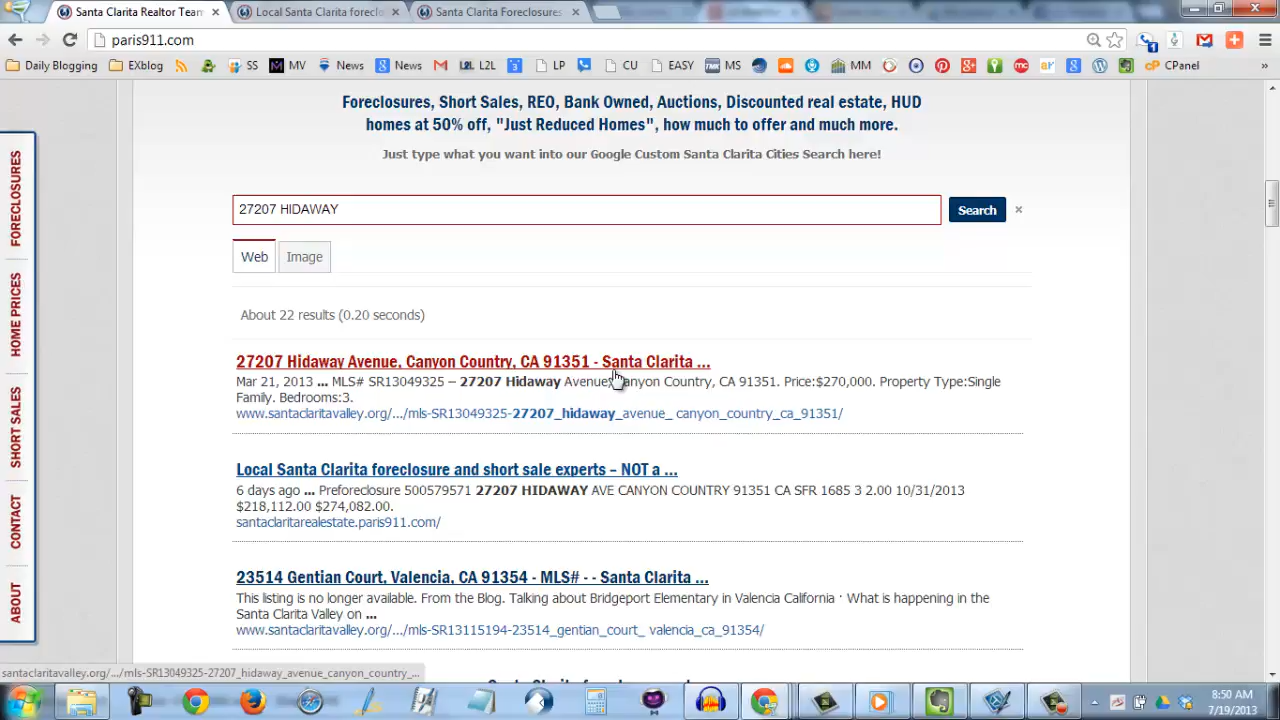 Santa Clarita Realtor Team ×
Local Santa Clarita foreclo ×
Santa Clarita Foreclosures ×
paris911.com
Daily Blogging EXblog SS MV News News L2L 3 LP CU EASY TMK MS MM CPanel »
Foreclosures, Short Sales, REO, Bank Owned, Auctions, Discounted real estate, HUD
homes at 50% off, "Just Reduced Homes", how much to offer and much more.
Just type what you want into our Google Custom Santa Clarita Cities Search here!
27207 HIDAWAY
Search ×
Web Image
About 22 results (0.20 seconds)
27207 Hidaway Avenue, Canyon Country, CA 91351 - Santa Clarita ...
Mar 21, 2013 ... MLS# SR13049325 – 27207 Hidaway Avenue, Canyon Country, CA 91351. Price:$270,000. Property Type:Single
Family. Bedrooms:3.
www.santaclaritavalley.org/.../mls-SR13049325-27207_hidaway_avenue_ canyon_country_ca_91351/
Local Santa Clarita foreclosure and short sale experts – NOT a ...
6 days ago ... Preforeclosure 500579571 27207 HIDAWAY AVE CANYON COUNTRY 91351 CA SFR 1685 3 2.00 10/31/2013
$218,112.00 $274,082.00.
santaclaritarealestate.paris911.com/
23514 Gentian Court, Valencia, CA 91354 - MLS# - - Santa Clarita ...
This listing is no longer available. From the Blog. Talking about Bridgeport Elementary in Valencia California · What is happening in the
Santa Clarita Valley on ...
www.santaclaritavalley.org/.../mls-SR13115194-23514_gentian_court_ valencia_ca_91354/
FORECLOSURES
HOME PRICES
SHORT SALES
CONTACT
ABOUT
santaclaritavalley.org/.../mls-SR13049325-27207_hidaway_avenue_canyon_country_...
8:50 AM
7/19/2013